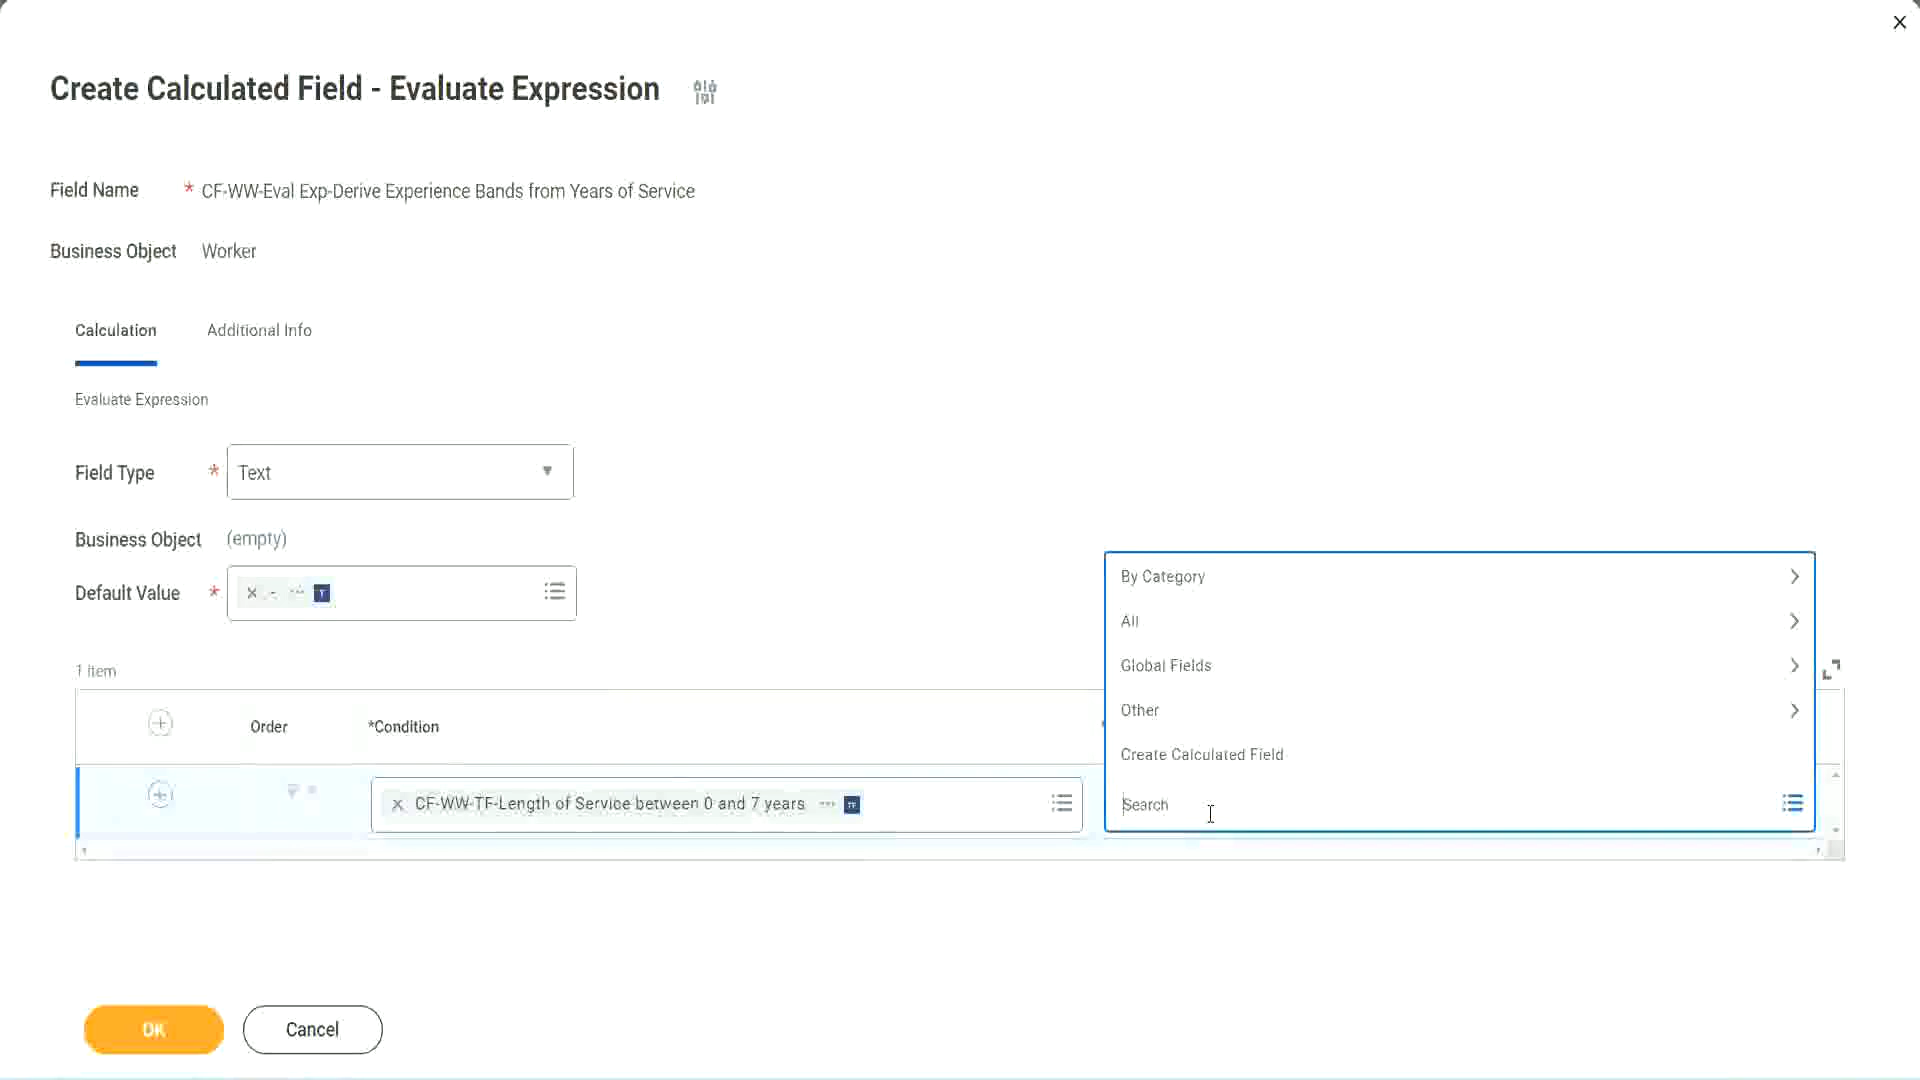 Create Calculated Field - Evaluate Expression
Field Name * CF-WW-Eval Exp-Derive Experience Bands from Years of Service
Business Object Worker
Calculation Additional Info
Evaluate Expression
Field Type * Text
Business Object (empty)
Default Value * -
1 item
Order *Condition
CF-WW-TF-Length of Service between 0 and 7 years
By Category
All
Global Fields
Other
Create Calculated Field
Search
OK Cancel